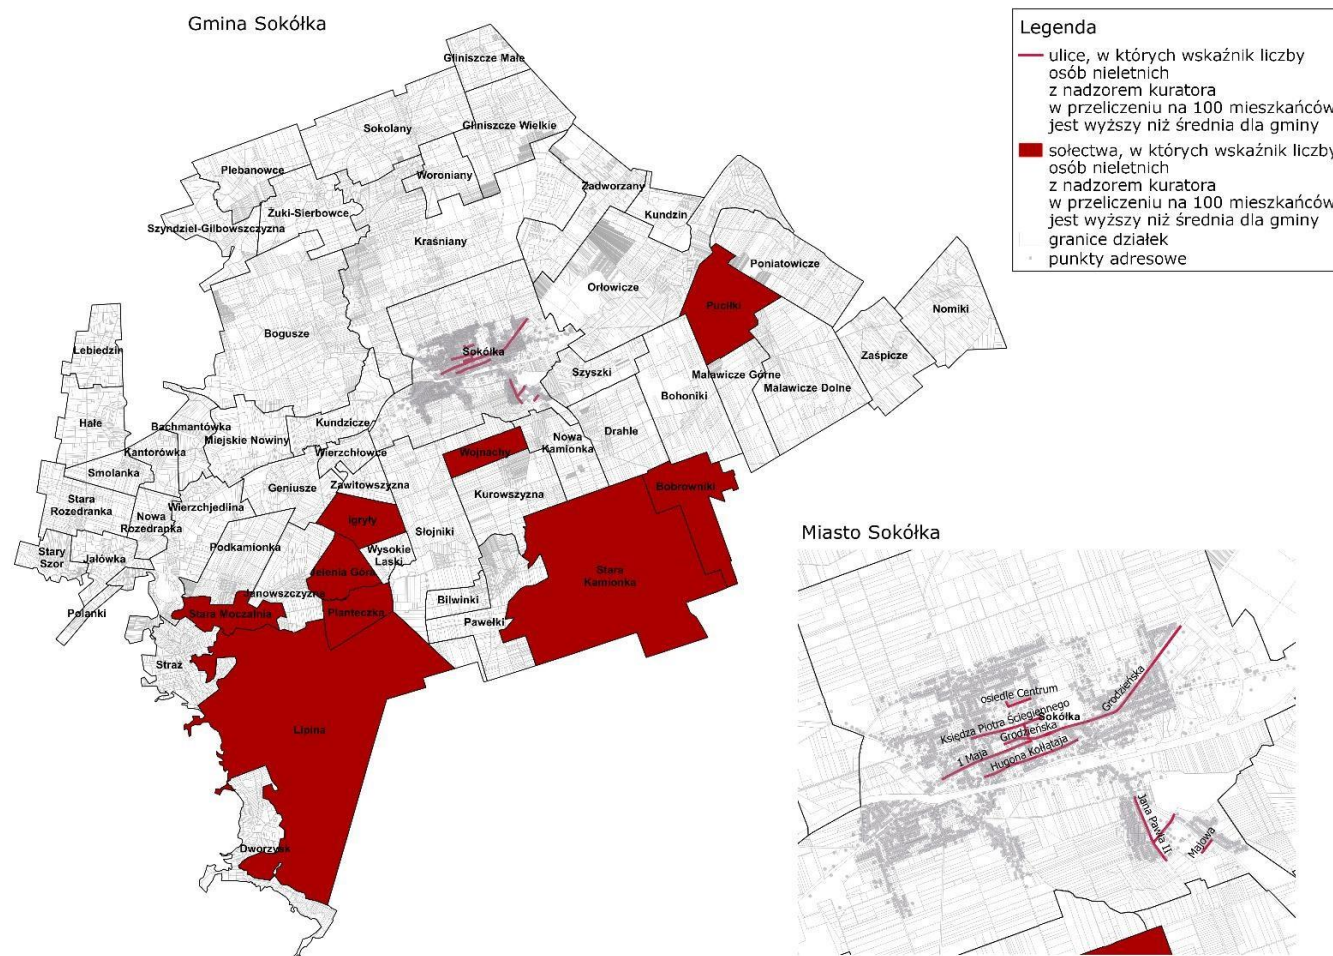 Gmina Sokółka
Legenda
ulice, w których wskaźnik liczby
osób nieletnich
z nadzorem kuratora
w przeliczeniu na 100 mieszkańców
jest wyższy niż średnia dla gminy
sołectwa, w których wskaźnik liczby
osób nieletnich
z nadzorem kuratora
w przeliczeniu na 100 mieszkańców
jest wyższy niż średnia dla gminy
granice działek
punkty adresowe
Gliniszcze Małe
Sokolany
Gliniszcze Wielkie
Plebanowce
Woroniany
Zadworzany
Żuki-Sierbowce
Kundzin
Szyndziel-Gilbowszczyzna
Kraśniany
Poniatowicze
Orłowicze
Puciłki
Nomiki
Bogusze
Sokółka
Lebiedzin
Zaśpicze
Szyszki
Malawicze Górne
Malawicze Dolne
Bohoniki
Hałe
Bachmantówka
Kundzicze
Miejskie Nowiny
Drahle
Nowa
Kamionka
Kantorówka
Wierzchłowce
Wojnachy
Smolanka
Geniusze
Zawitowszyzna
Bobrowniki
Kurowszyzna
Stara
Rozedranka
Wierzchjedlina
Nowa
Rozedranka
Igryły
Słojniki
Podkamionka
Wysokie
Laski
Stary
Szor
Jałówka
Jelenia Góra
Stara
Kamionka
Janowszczyzna
Bilwinki
Polanki
Stara Moczalnia
Planteczka
Pawełki
Straż
Lipina
Dworzysk
Miasto Sokółka
osiedle Centrum
Grodzieńska
Księdza Piotra Ściegiennego
Sokółka
Grodzieńska
1 Maja
Hugona Kołłątaja
Jana Pawła II
Majowa